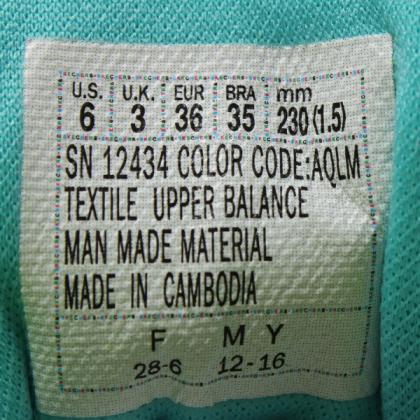 U.S. U.K. EUR BRA mm
6 3 36 35 230 (1.5)
SN 12434 COLOR CODE:AQLM
TEXTILE UPPER BALANCE
MAN MADE MATERIAL
MADE IN CAMBODIA
F M Y
28-6 12-16